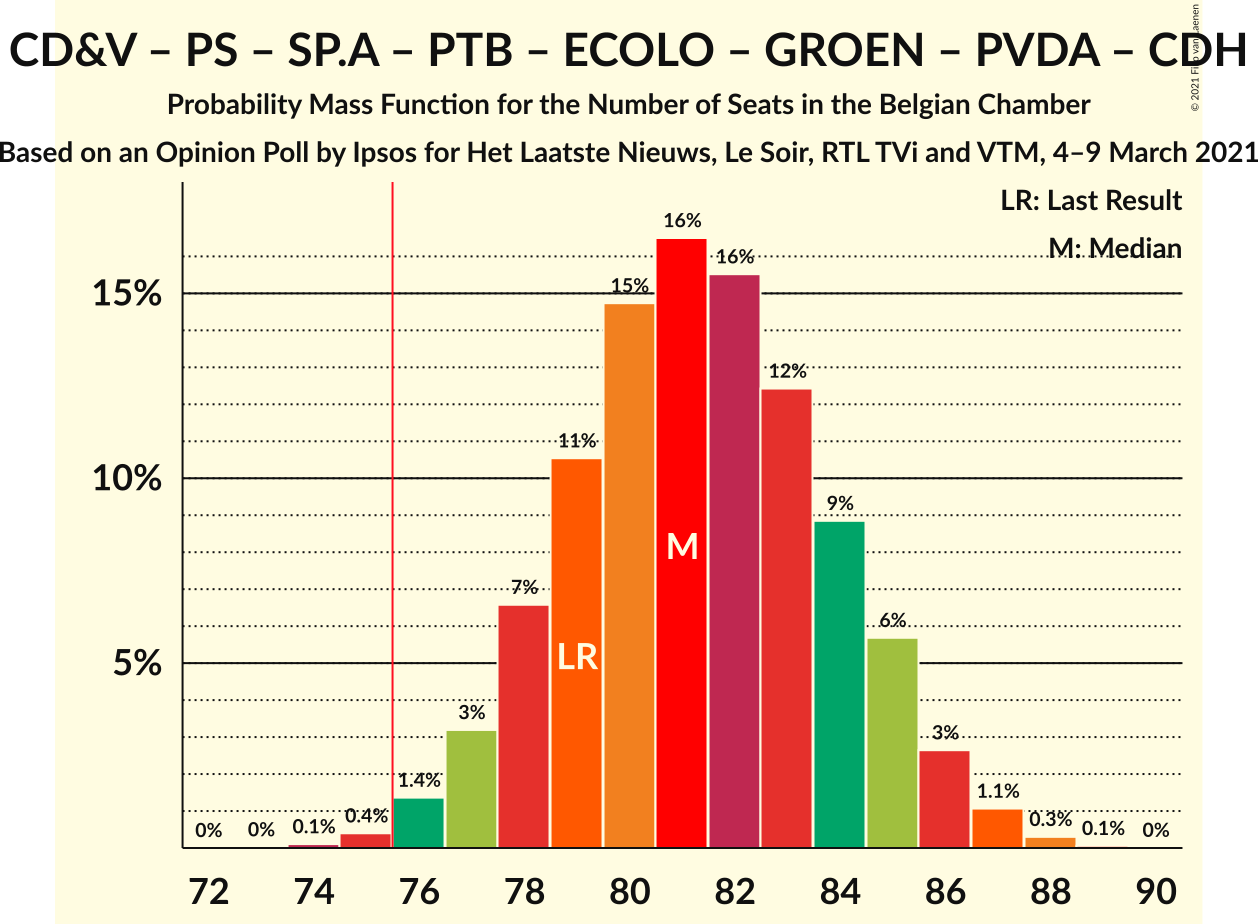 CD&V – PS – SP.A – PTB – ECOLO – GROEN – PVDA – CDH
© 2021 Filip van Laenen
Probability Mass Function for the Number of Seats in the Belgian Chamber
Based on an Opinion Poll by Ipsos for Het Laatste Nieuws, Le Soir, RTL TVi and VTM, 4–9 March 2021
LR: Last Result
M: Median
15%
10%
5%
0%
0%
0.1%
0.4%
1.4%
3%
7%
11%
15%
16%
16%
12%
9%
6%
3%
1.1%
0.3%
0.1%
0%
LR
M
72 74 76 78 80 82 84 86 88 90